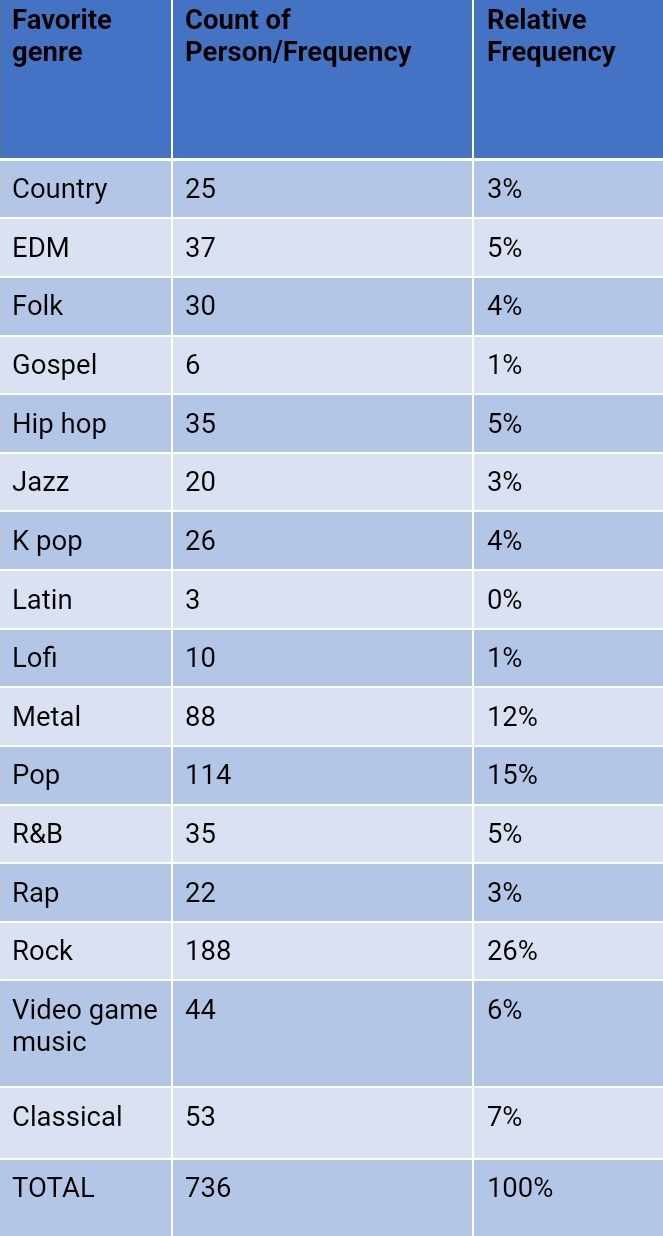 Favorite genre Count of Person/Frequency Relative Frequency
Country 25 3%
EDM 37 5%
Folk 30 4%
Gospel 6 1%
Hip hop 35 5%
Jazz 20 3%
K pop 26 4%
Latin 3 0%
Lofi 10 1%
Metal 88 12%
Pop 114 15%
R&B 35 5%
Rap 22 3%
Rock 188 26%
Video game music 44 6%
Classical 53 7%
TOTAL 736 100%